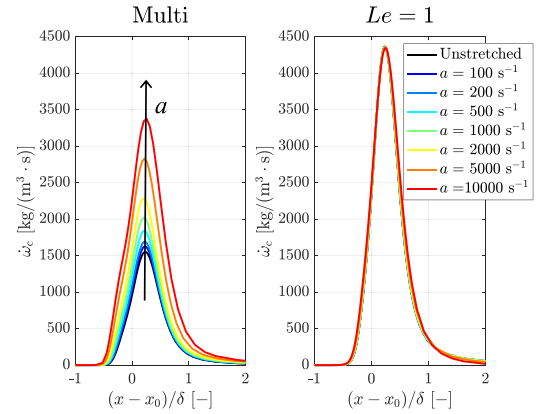 Multi
Le = 1
4500
4000
3500
3000
2500
2000
1500
1000
500
0
ω̇c [kg/(m³ · s)]
a
-1
0
1
2
(x − x₀)/δ [−]
4500
4000
3500
3000
2500
2000
1500
1000
500
0
ω̇c [kg/(m³ · s)]
Unstretched
a = 100 s⁻¹
a = 200 s⁻¹
a = 500 s⁻¹
a = 1000 s⁻¹
a = 2000 s⁻¹
a = 5000 s⁻¹
a =10000 s⁻¹
-1
0
1
2
(x − x₀)/δ [−]